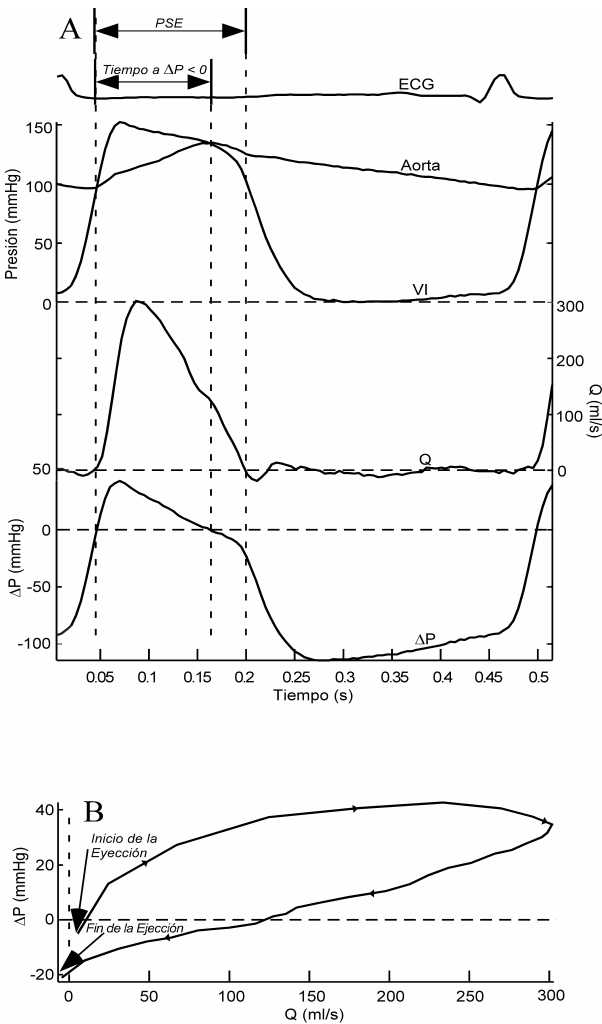 A
PSE
Tiempo a ΔP < 0
ECG
150
Aorta
100
Presión (mmHg)
50
VI
0
300
200
Q (ml/s)
100
50
Q
0
0
ΔP (mmHg)
-50
-100
ΔP
0.05 0.1 0.15 0.2 0.25 0.3 0.35 0.4 0.45 0.5
Tiempo (s)
B
40
Inicio de la
Eyección
20
ΔP (mmHg)
0
Fin de la Ejección
-20
0 50 100 150 200 250 300
Q (ml/s)